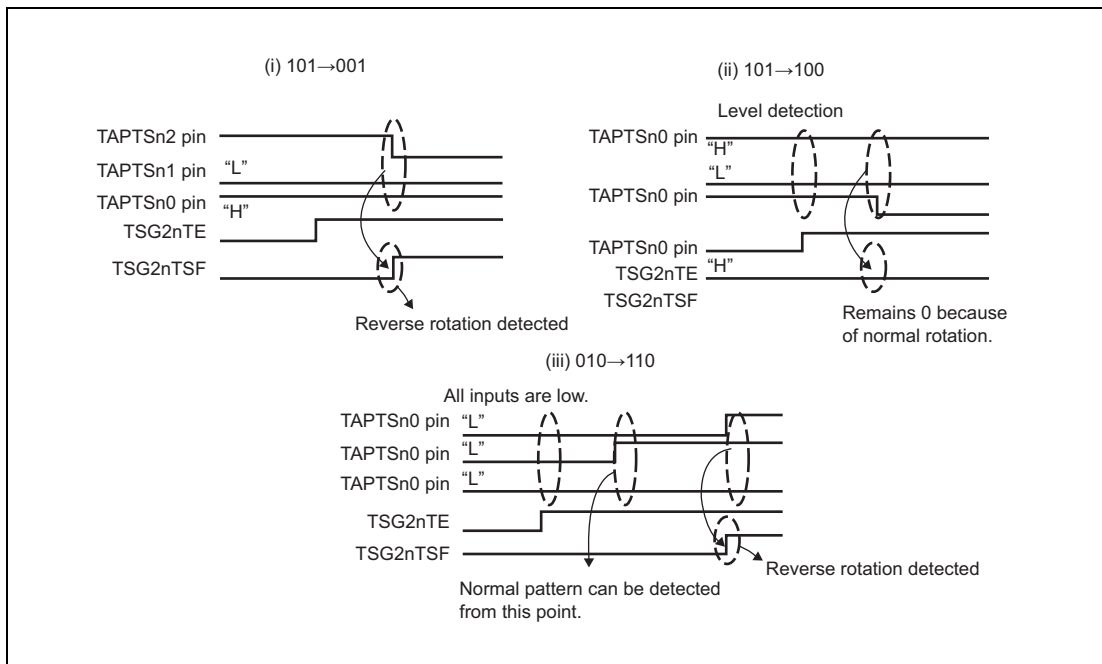 (i) 101→001
TAPTSn2 pin
TAPTSn1 pin “L”
TAPTSn0 pin
“H”
TSG2nTE
TSG2nTSF
Reverse rotation detected
(ii) 101→100
Level detection
TAPTSn0 pin
“H”
“L”
TAPTSn0 pin
TAPTSn0 pin
TSG2nTE “H”
TSG2nTSF
Remains 0 because
of normal rotation.
(iii) 010→110
All inputs are low.
TAPTSn0 pin “L”
TAPTSn0 pin “L”
TAPTSn0 pin “L”
TSG2nTE
TSG2nTSF
Reverse rotation detected
Normal pattern can be detected
from this point.